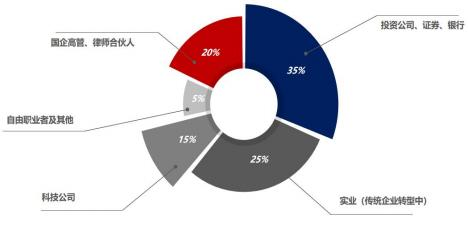 投资公司、证券、银行
国企高管、律师合伙人
20%
35%
5%
自由职业者及其他
15%
25%
科技公司
实业（传统企业转型中）